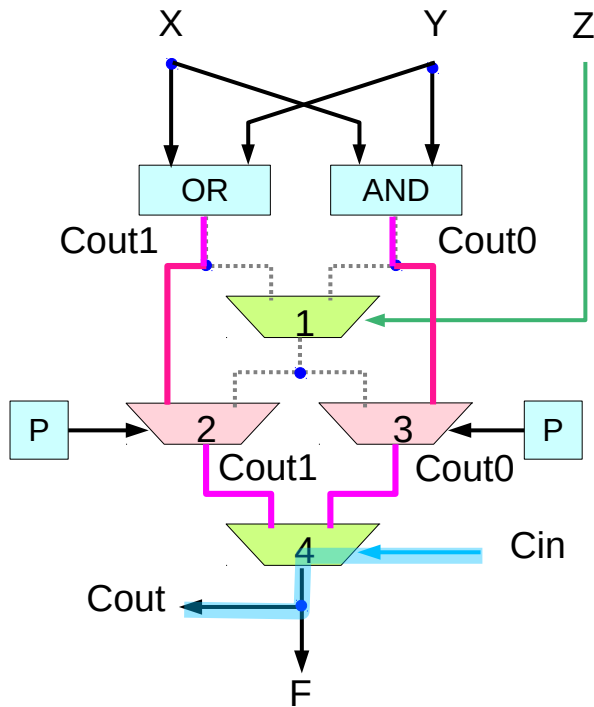 X Y Z
OR AND
Cout1 Cout0
1
P 2 3 P
Cout1 Cout0
4 Cin
Cout
F